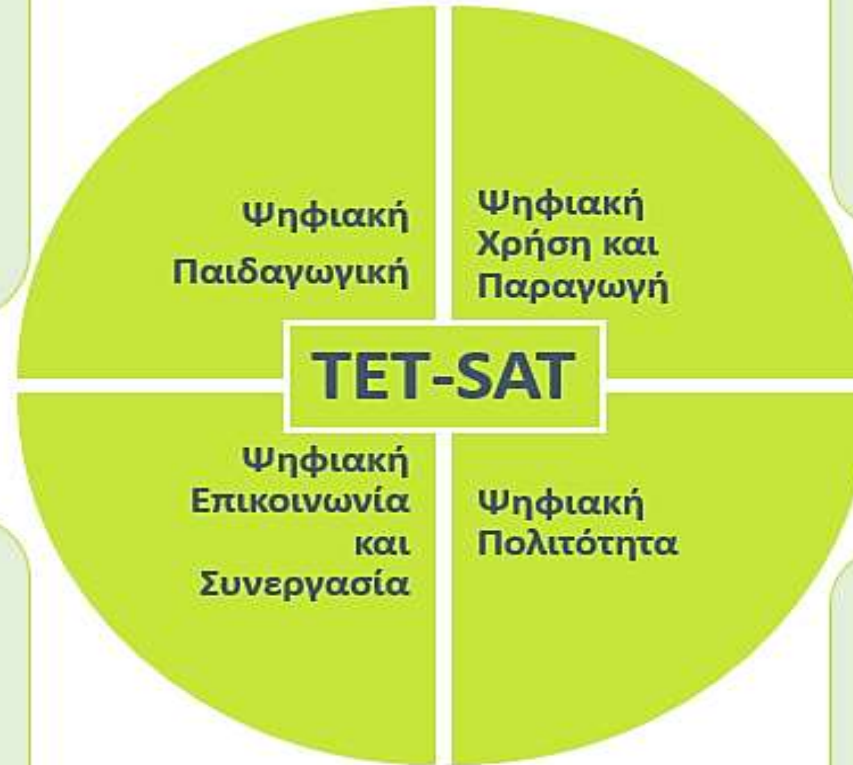 Ψηφιακή
Παιδαγωγική
Ψηφιακή
Χρήση και
Παραγωγή
TET-SAT
Ψηφιακή
Επικοινωνία
και
Συνεργασία
Ψηφιακή
Πολιτότητα